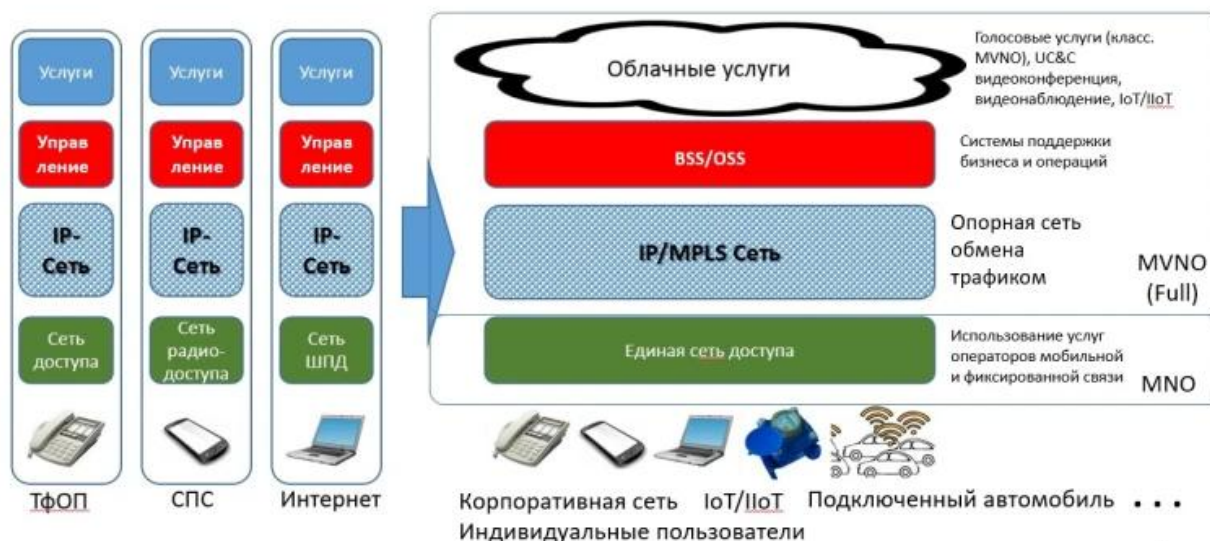 Услуги
Управ
ление
IP-
Сеть
Сеть
доступа
ТфОП
Услуги
Управ
ление
IP-
Сеть
Сеть
радио-
доступа
СПС
Услуги
Управ
ление
IP-
Сеть
Сеть
ШПД
Интернет
Облачные услуги
Голосовые услуги (класс.
MVNO), UC&C
видеоконференция,
видеонаблюдение, IoT/IIoT
BSS/OSS
Системы поддержки
бизнеса и операций
IP/MPLS Сеть
Опорная сеть
обмена
трафиком
MVNO
(Full)
Единая сеть доступа
Использование услуг
операторов мобильной
и фиксированной связи
MNO
Корпоративная сеть IoT/IIoT Подключенный автомобиль . . .
Индивидуальные пользователи